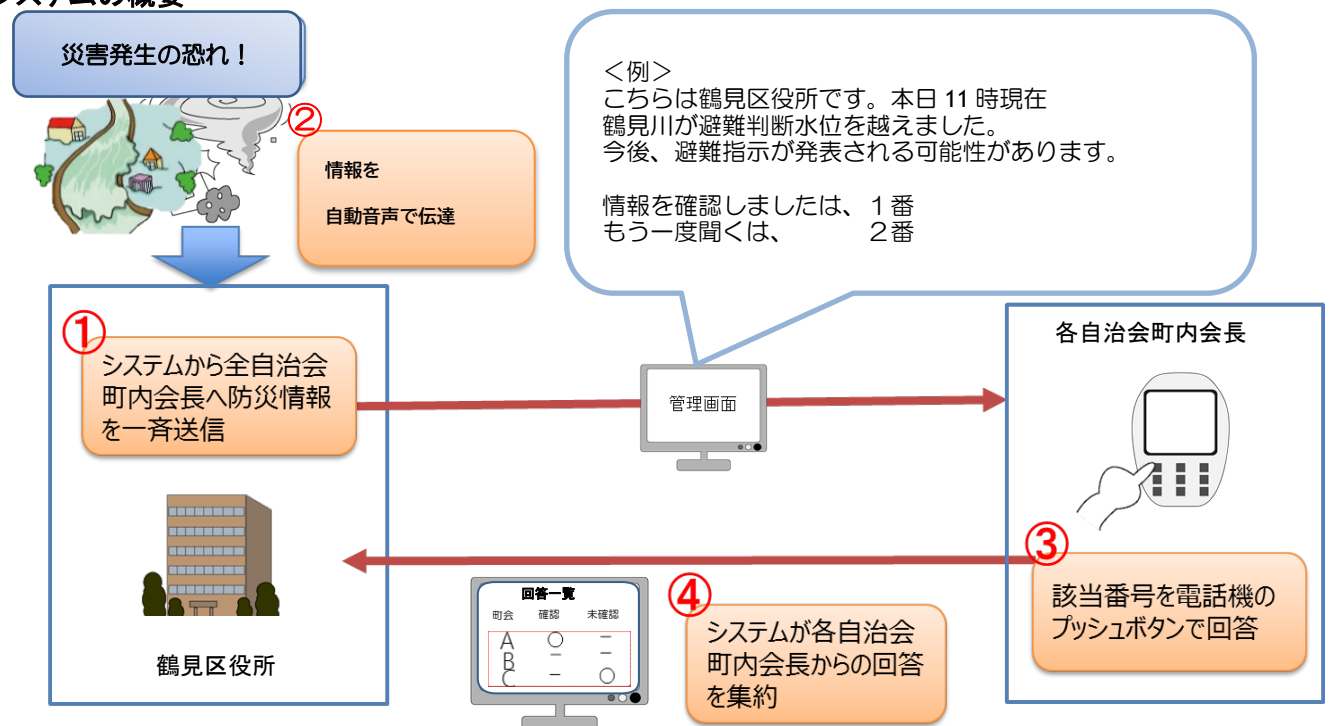 システムの概要
災害発生の恐れ！
②
情報を
自動音声で伝達
＜例＞
こちらは鶴見区役所です。本日 11 時現在
鶴見川が避難判断水位を越えました。
今後、避難指示が発表される可能性があります。
情報を確認しましたは、１番
もう一度聞くは、　　　２番
①
システムから全自治会
町内会長へ防災情報
を一斉送信
管理画面
各自治会町内会長
鶴見区役所
回答一覧
町会　確認　未確認
A ○ －
B － －
C － ○
④
システムが各自治会
町内会長からの回答
を集約
③
該当番号を電話機の
プッシュボタンで回答